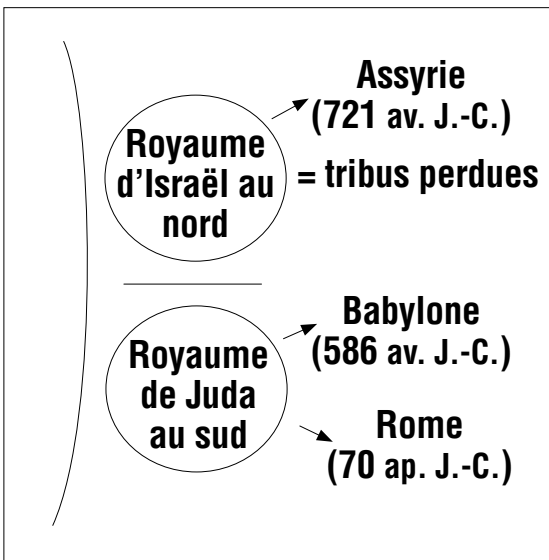 Assyrie
(721 av. J.-C.)
Royaume
d’Israël au
nord
= tribus perdues
Babylone
(586 av. J.-C.)
Royaume
de Juda
au sud
Rome
(70 ap. J.-C.)